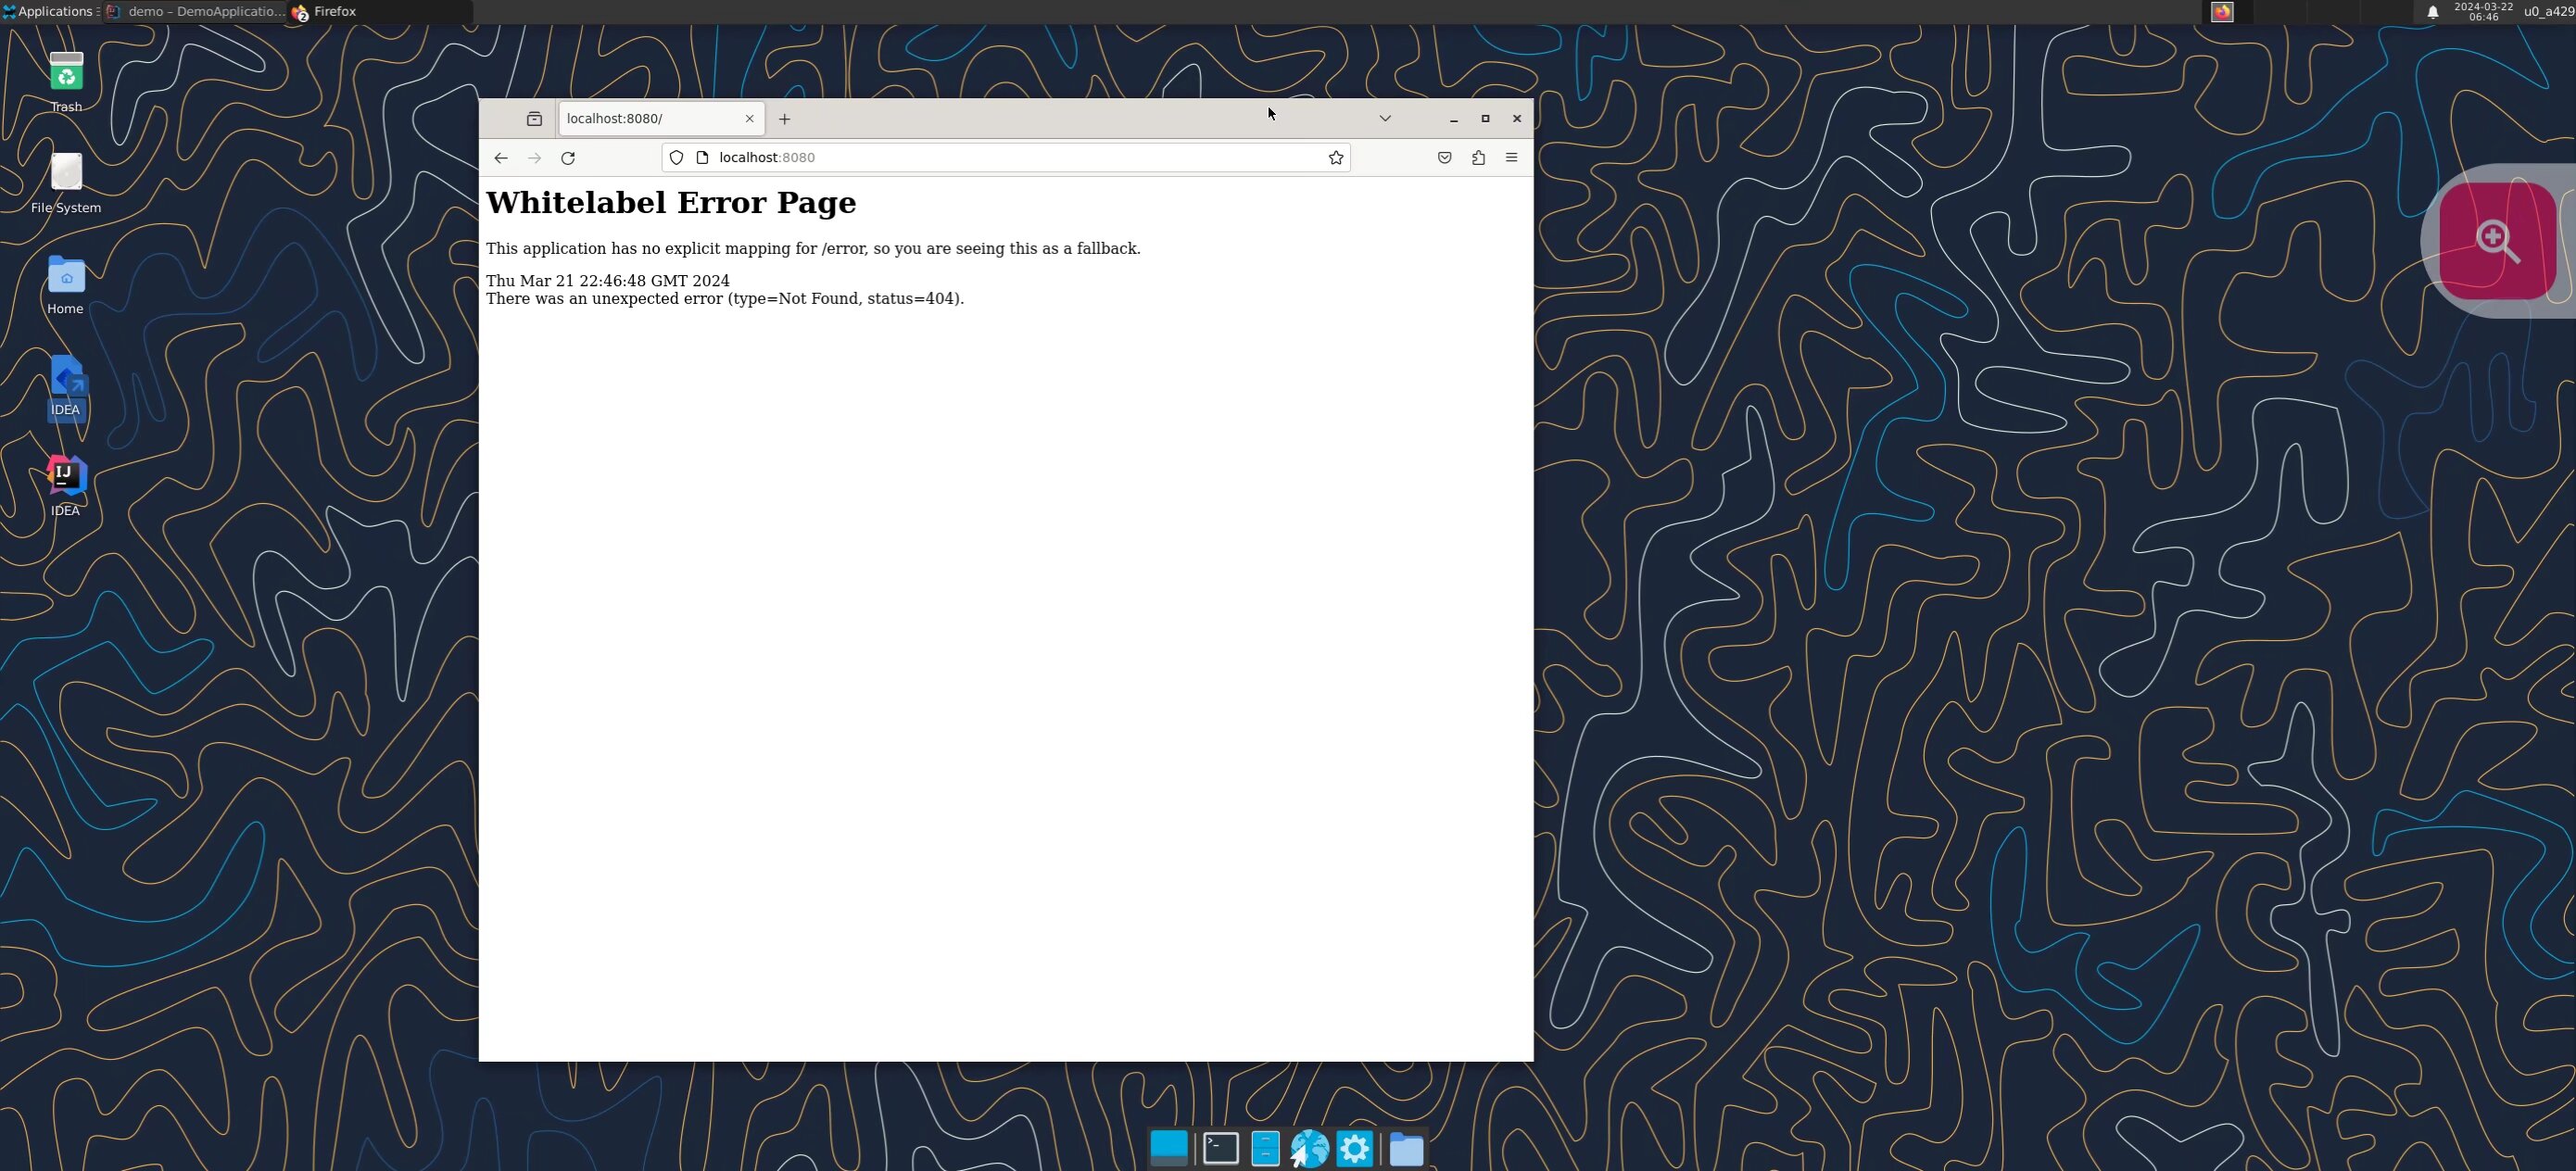 Applications
demo – DemoApplicatio...
2
Firefox
2024-03-22
06:46
u0_a429
Trash
File System
Home
IDEA
IJ
IDEA
localhost:8080/
localhost:8080
Whitelabel Error Page
This application has no explicit mapping for /error, so you are seeing this as a fallback.
Thu Mar 21 22:46:48 GMT 2024
There was an unexpected error (type=Not Found, status=404).